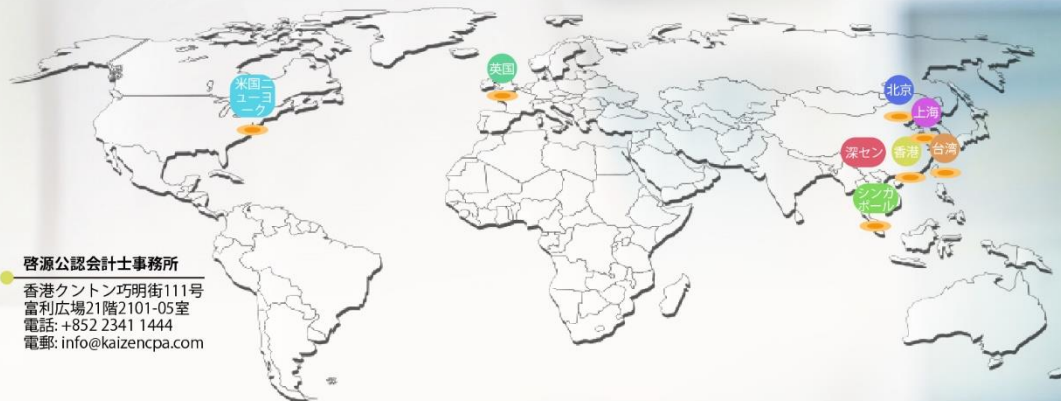 英国
米国ニ
ューヨ
ーク
北京
上海
深セン
香港
台湾
シンガ
ポール
啓源公認会計士事務所
香港クントン巧明街111号
富利広場21階2101-05室
電話: +852 2341 1444
電郵: info@kaizencpa.com